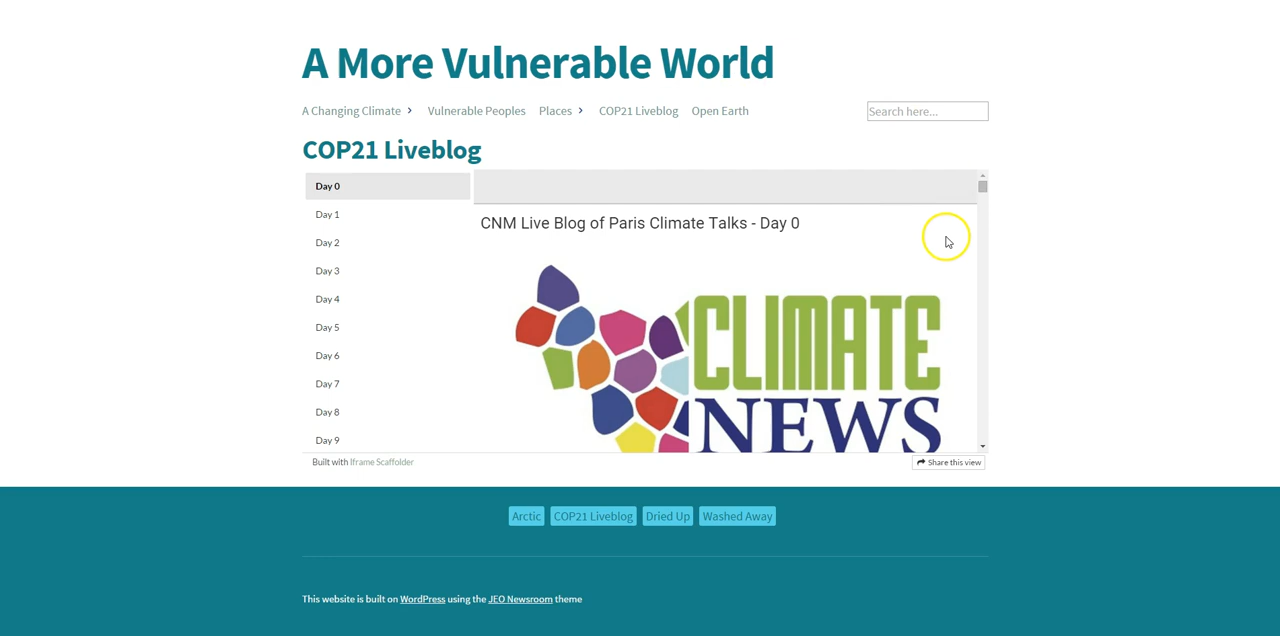 A More Vulnerable World
A Changing Climate Vulnerable Peoples Places COP21 Liveblog Open Earth Search here...
COP21 Liveblog
Day 0
Day 1
Day 2
Day 3
Day 4
Day 5
Day 6
Day 7
Day 8
Day 9
CNM Live Blog of Paris Climate Talks - Day 0
CLIMATE
NEWS
Built with Iframe Scaffolder
Share this view
Arctic COP21 Liveblog Dried Up Washed Away
This website is built on WordPress using the JEO Newsroom theme